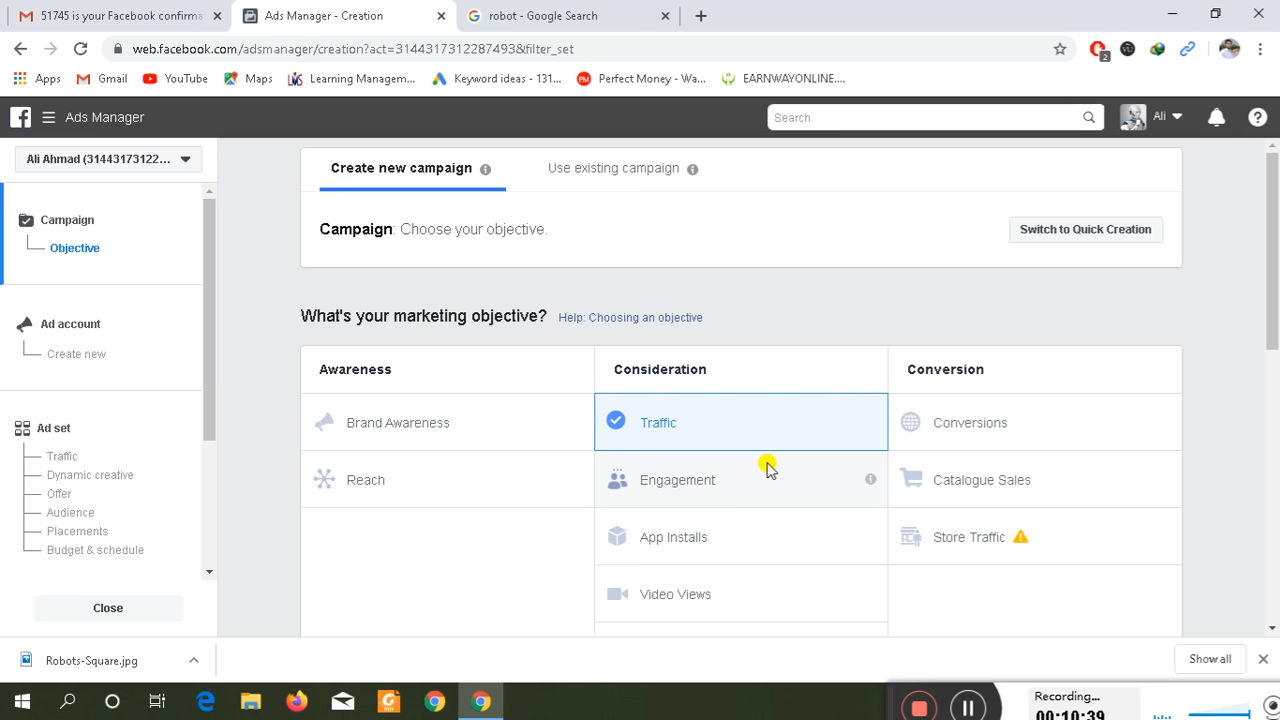 51745 is your Facebook confirma
Ads Manager - Creation
robot - Google Search
web.facebook.com/adsmanager/creation?act=3144317312287493&filter_set
Apps
Gmail
YouTube
Maps
Learning Managem...
Keyword ideas - 131...
Perfect Money - Wa...
EARNWAYONLINE....
2
Ads Manager
Search
Ali
Ali Ahmad (31443173122...
Campaign
Objective
Ad account
Create new
Ad set
Traffic
Dynamic creative
Offer
Audience
Placements
Budget & schedule
Close
Create new campaign
Use existing campaign
Campaign: Choose your objective.
Switch to Quick Creation
What's your marketing objective? Help: Choosing an objective
Awareness
Consideration
Conversion
Brand Awareness
Traffic
Conversions
Reach
Engagement
Catalogue Sales
App Installs
Store Traffic
Video Views
Robots-Square.jpg
Show all
Recording...
00:10:39